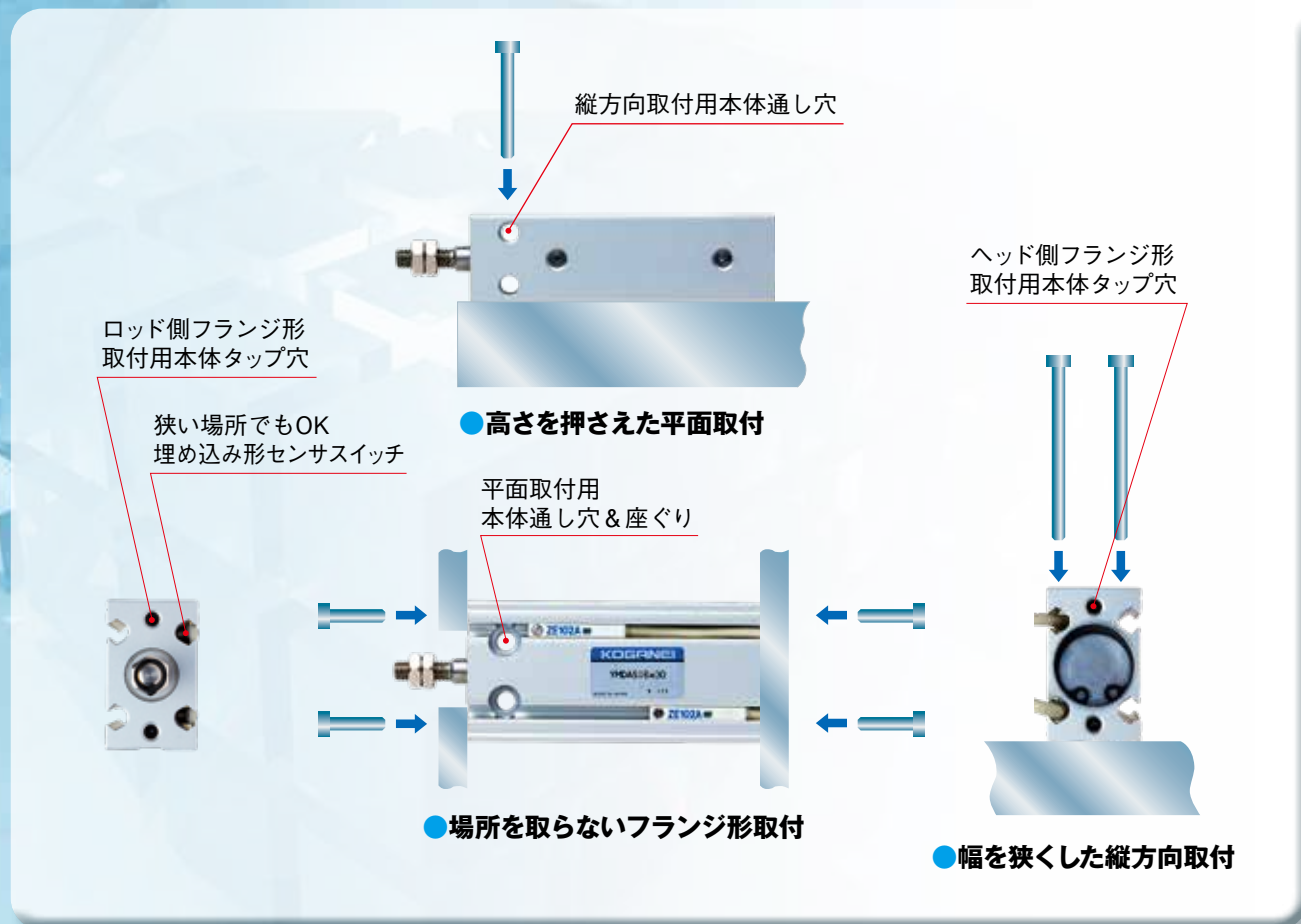 縦方向取付用本体通し穴
ヘッド側フランジ形
取付用本体タップ穴
ロッド側フランジ形
取付用本体タップ穴
狭い場所でもOK
埋め込み形センサスイッチ
●高さを押さえた平面取付
平面取付用
本体通し穴＆座ぐり
ZE102A
KOGANEI
ZE102A
●場所を取らないフランジ形取付
●幅を狭くした縦方向取付